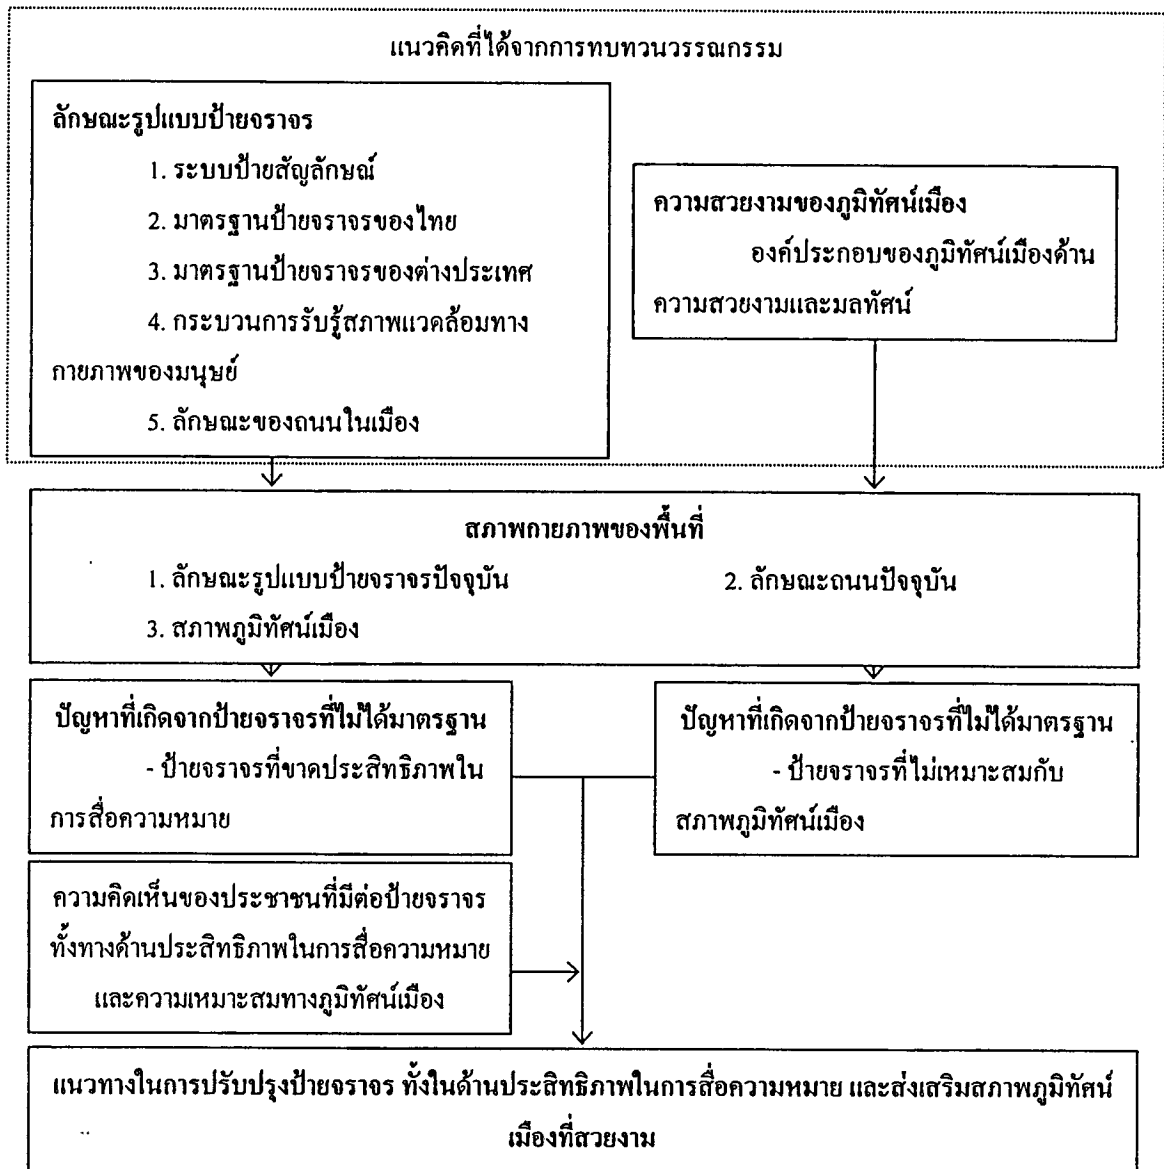 แนวคิดที่ได้จากการทบทวนวรรณกรรม
ลักษณะรูปแบบป้ายจราจร
1. ระบบป้ายสัญลักษณ์
2. มาตรฐานป้ายจราจรของไทย
3. มาตรฐานป้ายจราจรของต่างประเทศ
4. กระบวนการรับรู้สภาพแวดล้อมทาง
กายภาพของมนุษย์
5. ลักษณะของถนนในเมือง
ความสวยงามของภูมิทัศน์เมือง
องค์ประกอบของภูมิทัศน์เมืองด้าน
ความสวยงามและมลทัศน์
สภาพกายภาพของพื้นที่
1. ลักษณะรูปแบบป้ายจราจรปัจจุบัน
2. ลักษณะถนนปัจจุบัน
3. สภาพภูมิทัศน์เมือง
ปัญหาที่เกิดจากป้ายจราจรที่ไม่ได้มาตรฐาน
- ป้ายจราจรที่ขาดประสิทธิภาพใน
การสื่อความหมาย
ปัญหาที่เกิดจากป้ายจราจรที่ไม่ได้มาตรฐาน
- ป้ายจราจรที่ไม่เหมาะสมกับ
สภาพภูมิทัศน์เมือง
ความคิดเห็นของประชาชนที่มีต่อป้ายจราจร
ทั้งทางด้านประสิทธิภาพในการสื่อความหมาย
และความเหมาะสมทางภูมิทัศน์เมือง
แนวทางในการปรับปรุงป้ายจราจร ทั้งในด้านประสิทธิภาพในการสื่อความหมาย และส่งเสริมสภาพภูมิทัศน์
เมืองที่สวยงาม